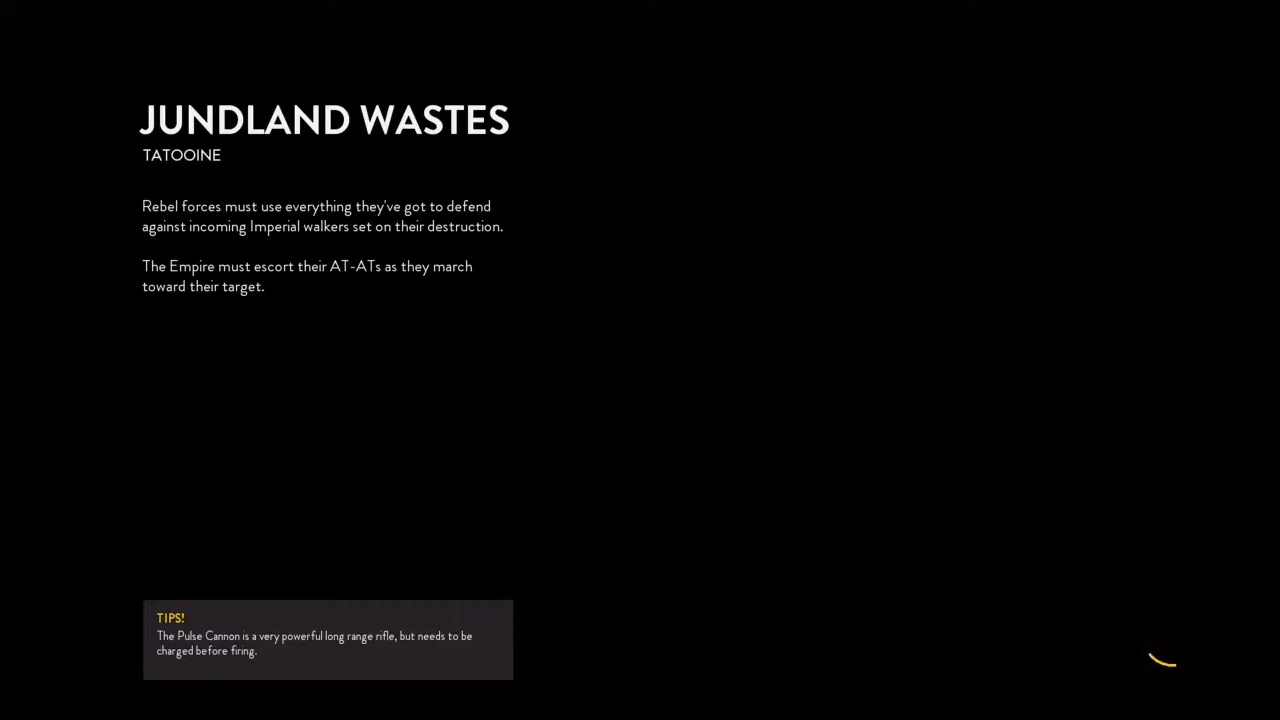 JUNDLAND WASTES
TATOOINE
Rebel forces must use everything they've got to defend
against incoming Imperial walkers set on their destruction.
The Empire must escort their AT-ATs as they march
toward their target.
TIPS!
The Pulse Cannon is a very powerful long range rifle, but needs to be
charged before firing.